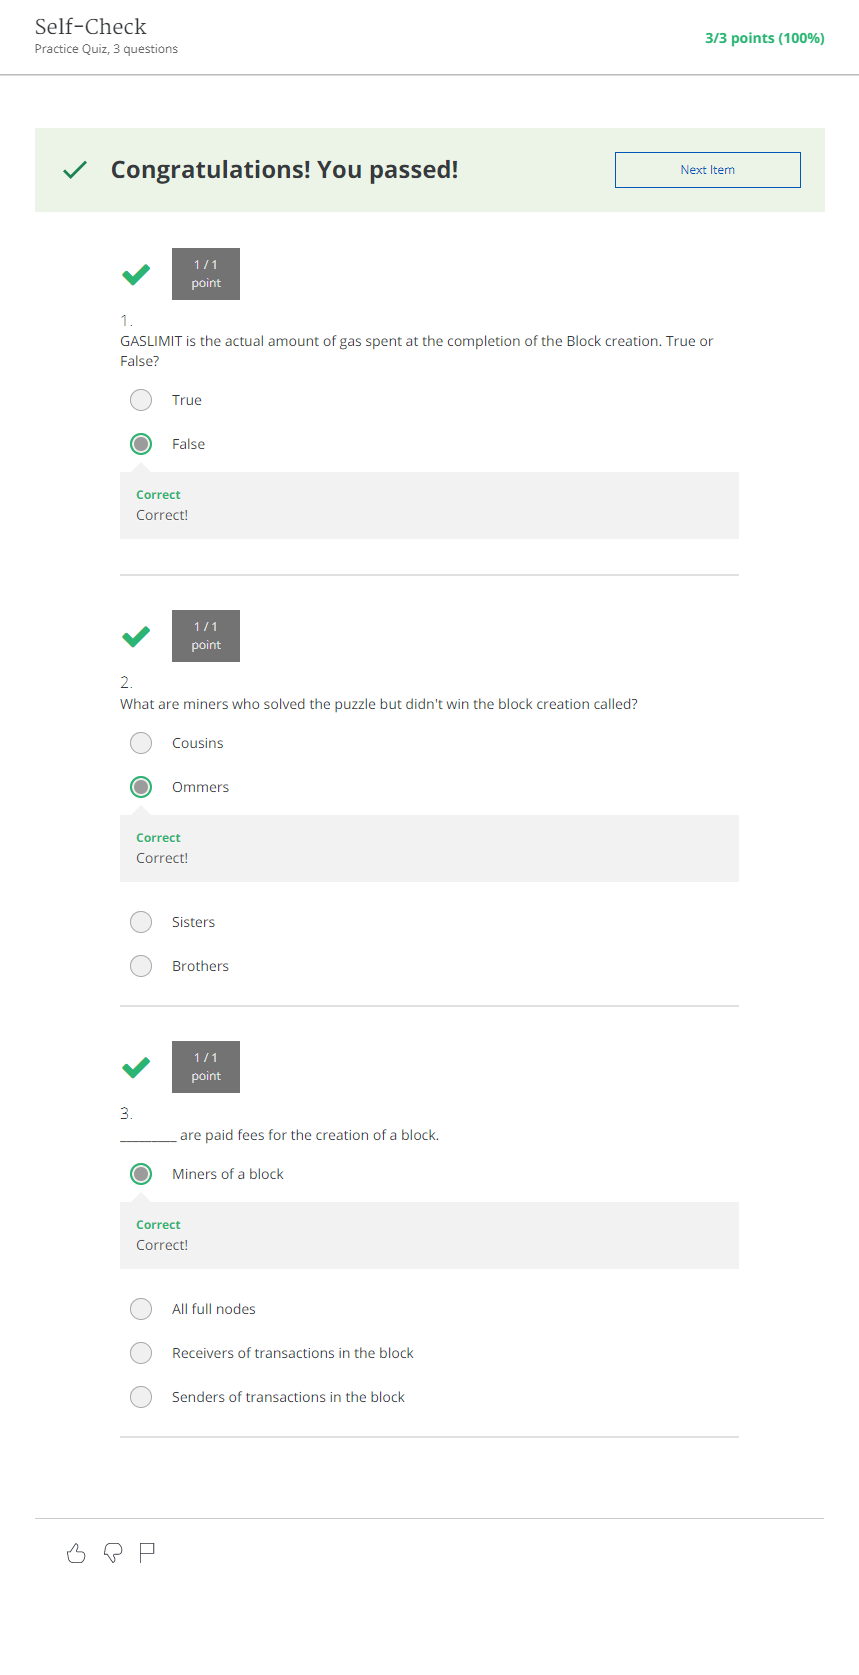 Self-Check
Practice Quiz, 3 questions
3/3 points (100%)
Congratulations! You passed!
Next Item
1 / 1
point
1.
GASLIMIT is the actual amount of gas spent at the completion of the Block creation. True or
False?
True
False
Correct
Correct!
1 / 1
point
2.
What are miners who solved the puzzle but didn't win the block creation called?
Cousins
Ommers
Correct
Correct!
Sisters
Brothers
1 / 1
point
3.
________ are paid fees for the creation of a block.
Miners of a block
Correct
Correct!
All full nodes
Receivers of transactions in the block
Senders of transactions in the block